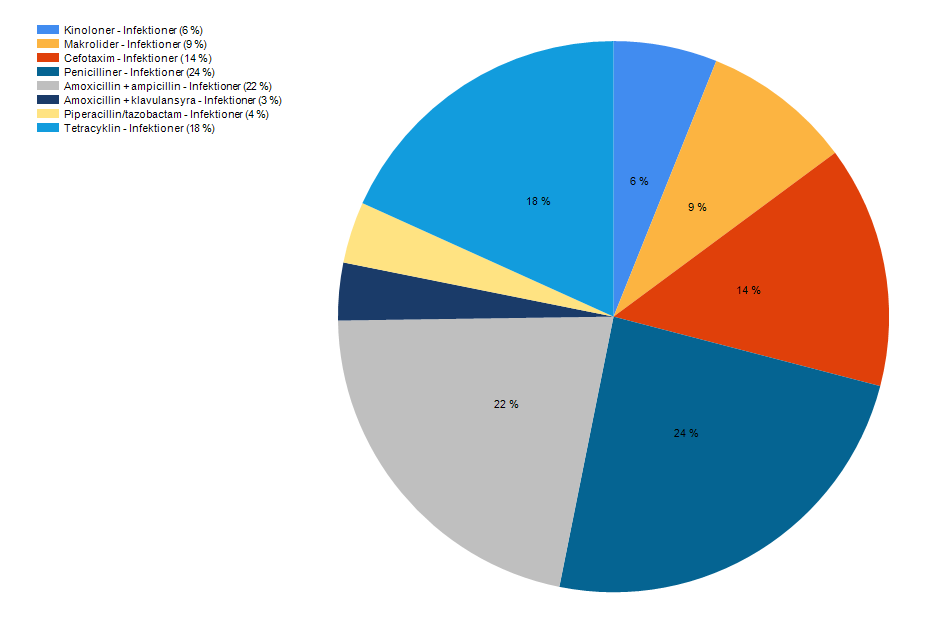 Kinoloner - Infektioner (6 %)
Makrolider - Infektioner (9 %)
Cefotaxim - Infektioner (14 %)
Penicilliner - Infektioner (24 %)
Amoxicillin + ampicillin - Infektioner (22 %)
Amoxicillin + klavulansyra - Infektioner (3 %)
Piperacillin/tazobactam - Infektioner (4 %)
Tetracyklin - Infektioner (18 %)
6 %
18 %
9 %
14 %
22 %
24 %